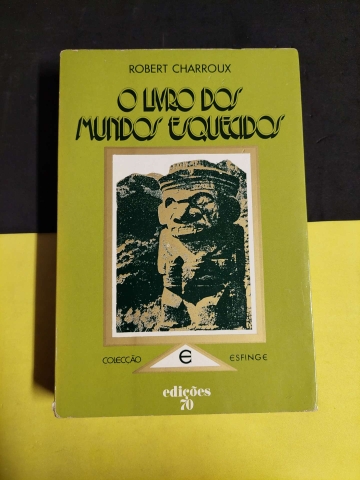 ROBERT CHARROUX
O LIVRO DOS
MUNDOS ESQUECIDOS
COLECÇÃO E ESFINGE
edições
70